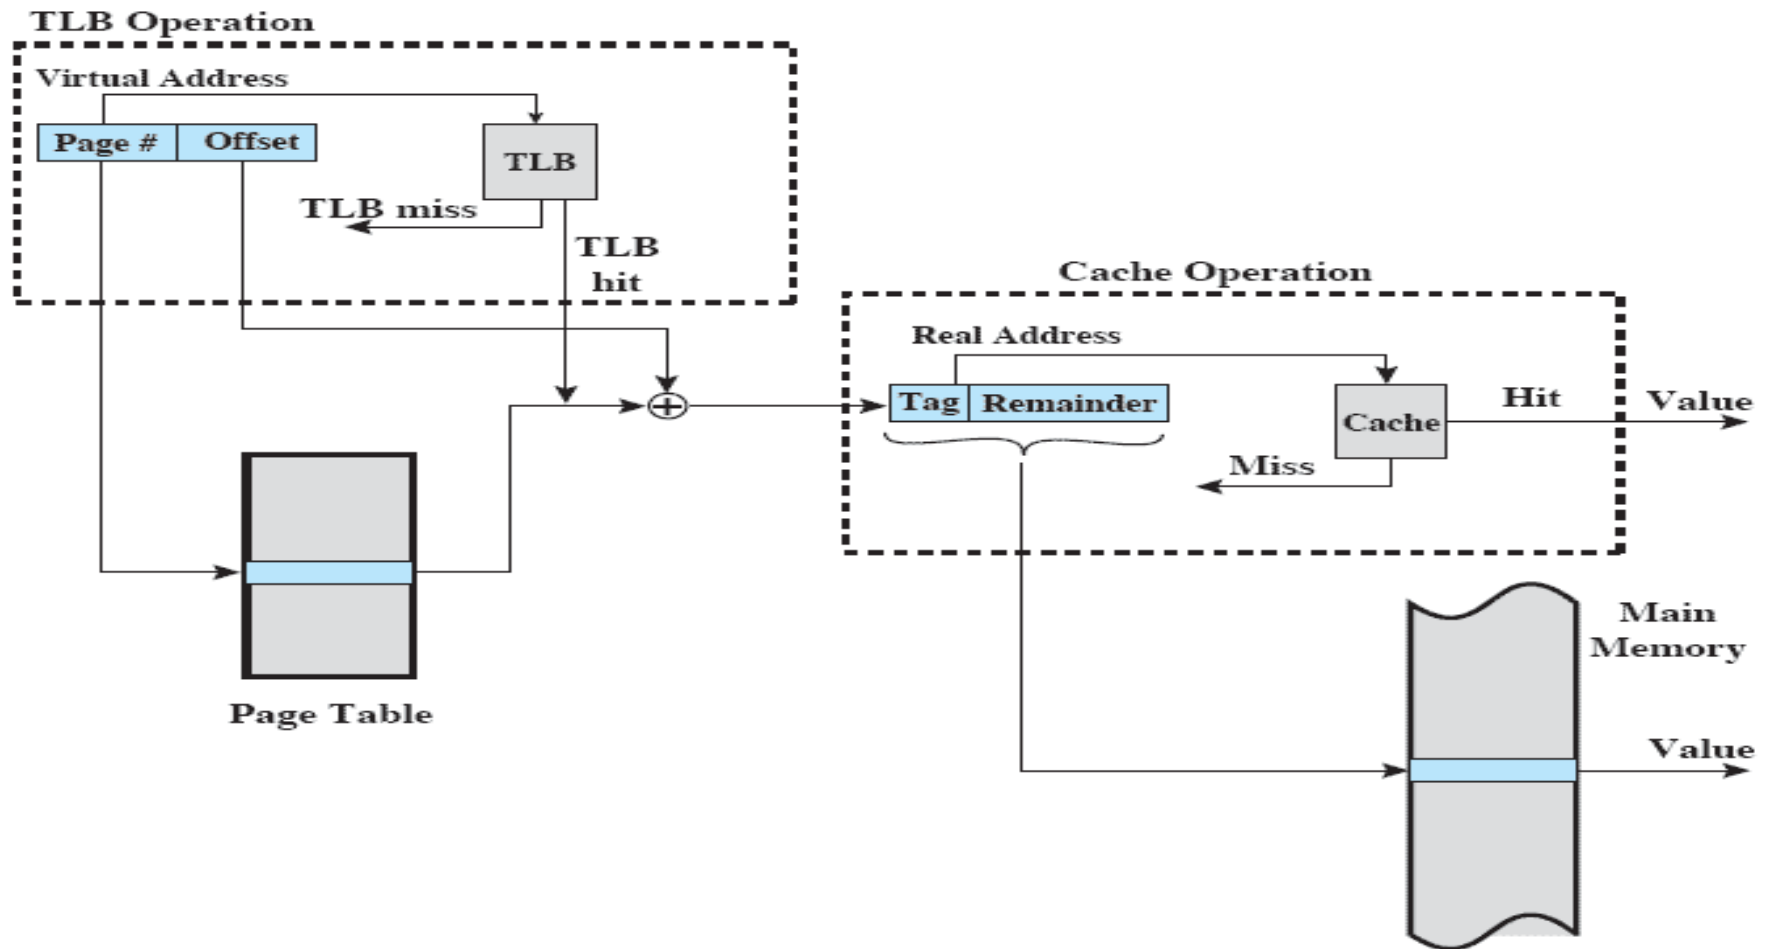 TLB Operation
Virtual Address
Page #
Offset
TLB
TLB miss
TLB
hit
Cache Operation
Real Address
Tag
Remainder
Cache
Hit
Value
Miss
Page Table
Main
Memory
Value